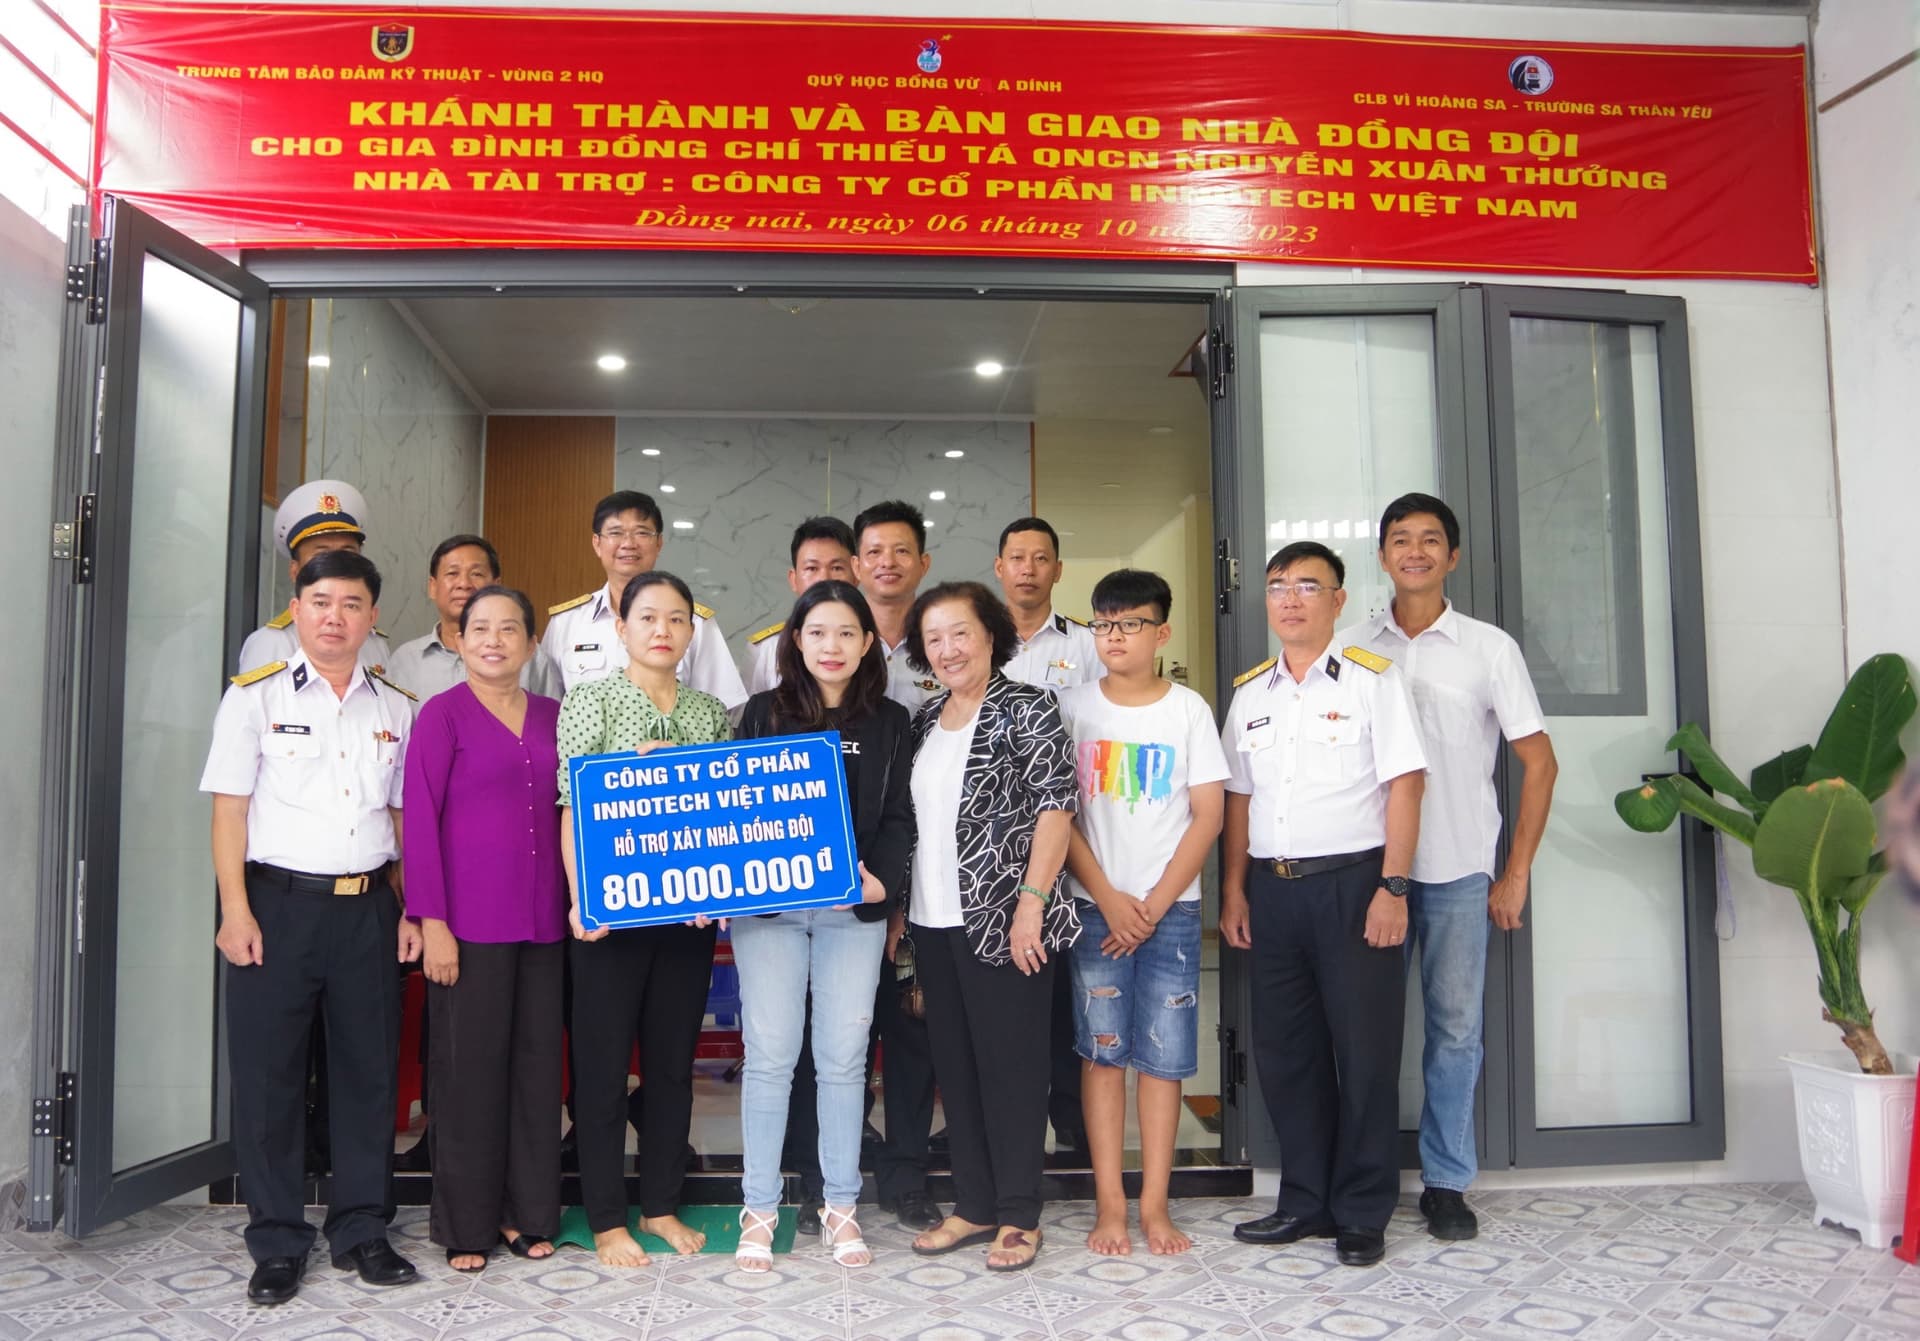 TRUNG TÂM BẢO ĐẢM KỸ THUẬT - VÙNG 2 HQ
QUỸ HỌC BỔNG VỪ A DÍNH
CLB VÌ HOÀNG SA - TRƯỜNG SA THÂN YÊU
KHÁNH THÀNH VÀ BÀN GIAO NHÀ ĐỒNG ĐỘI
CHO GIA ĐÌNH ĐỒNG CHÍ THIẾU TÁ QNCN NGUYỄN XUÂN THƯỞNG
NHÀ TÀI TRỢ : CÔNG TY CỔ PHẦN INNOTECH VIỆT NAM
Đồng nai, ngày 06 tháng 10 2023
CÔNG TY CỔ PHẦN
INNOTECH VIỆT NAM
HỖ TRỢ XÂY NHÀ ĐỒNG ĐỘI
80.000.000đ
GAP